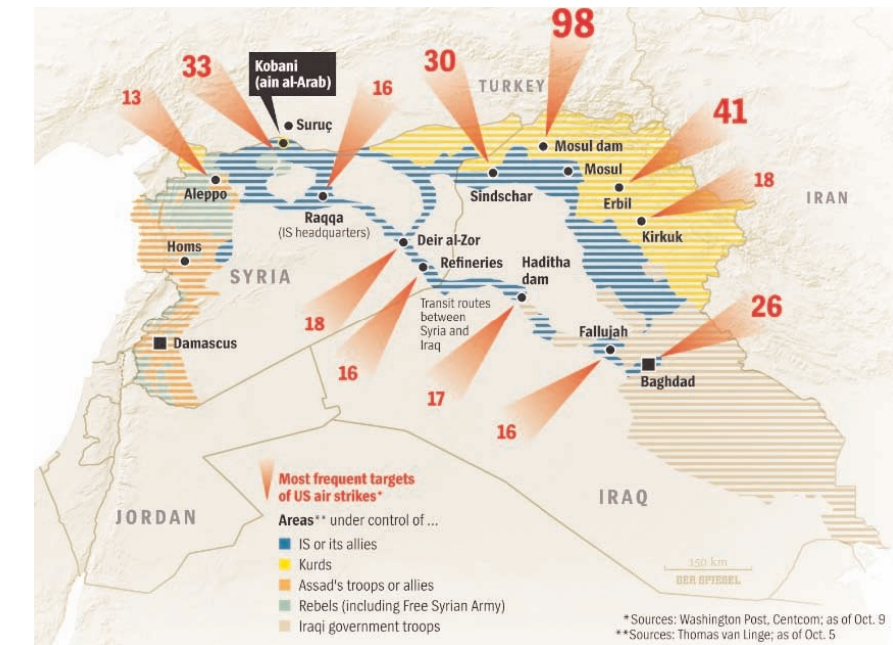 98
33
Kobani
(ain al-Arab)
30
TURKEY
13
16
Suruç
41
Mosul dam
Mosul
Aleppo
Sindschar
Erbil
18
IRAN
Raqqa
(IS headquarters)
Kirkuk
Homs
Deir al-Zor
Refineries
Haditha
dam
SYRIA
Transit routes
between
Syria and
Iraq
18
26
Fallujah
Damascus
16
17
Baghdad
16
Most frequent targets
of US air strikes*
IRAQ
JORDAN
Areas** under control of ...
IS or its allies
Kurds
Assad's troops or allies
Rebels (including Free Syrian Army)
Iraqi government troops
150 km
DER SPIEGEL
*Sources: Washington Post, Centcom; as of Oct. 9
**Sources: Thomas van Linge; as of Oct. 5